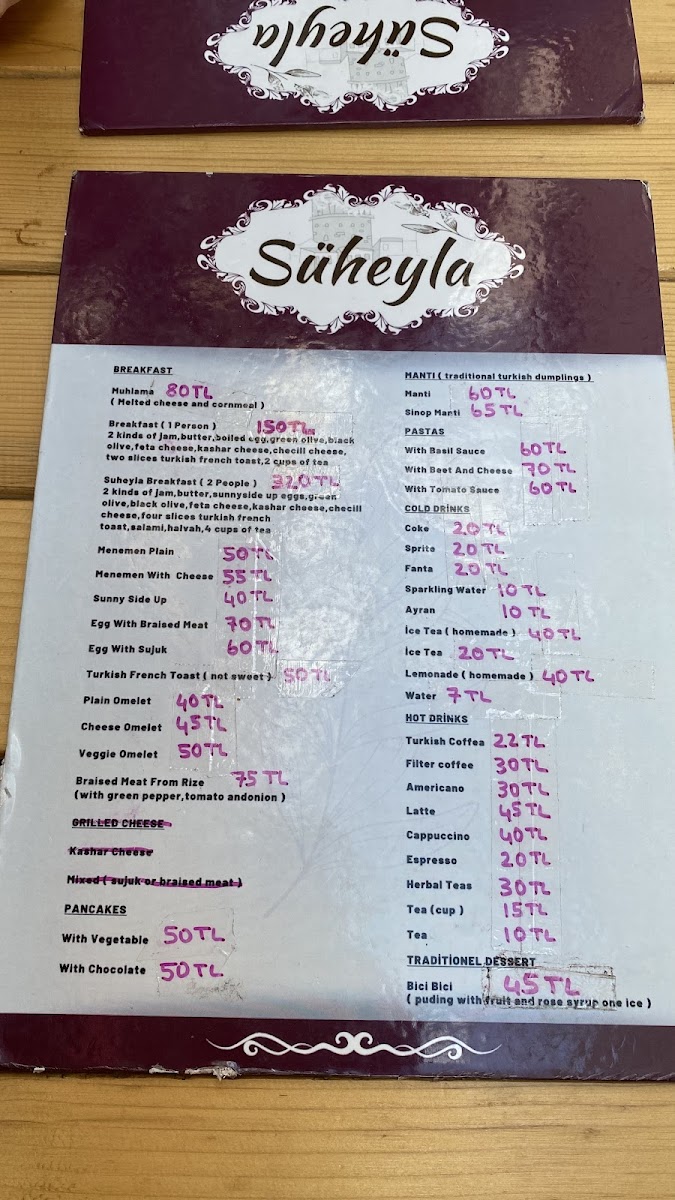 Süheyla
Süheyla
BREAKFAST
Muhlama 80TL
( Melted cheese and cornmeal )
Breakfast ( 1 Person ) 150TL
2 kinds of jam,butter,boiled egg,green olive,black
olive,feta cheese,kashar cheese,checill cheese,
two slices turkish french toast,2 cups of tea
Suheyla Breakfast ( 2 People ) 320TL
2 kinds of jam,butter,sunnyside up eggs,green
olive,black olive,feta cheese,kashar cheese,checill
cheese,four slices turkish french
toast,salami,halvah,4 cups of tea
Menemen Plain 50TL
Menemen With Cheese 55TL
Sunny Side Up 40TL
Egg With Braised Meat 70TL
Egg With Sujuk 60TL
Turkish French Toast ( not sweet ) 50TL
Plain Omelet 40TL
Cheese Omelet 45TL
Veggie Omelet 50TL
Braised Meat From Rize 75TL
(with green pepper,tomato andonion )
GRILLED CHEESE
Kashar Cheese
Mixed ( sujuk or braised meat )
PANCAKES
With Vegetable 50TL
With Chocolate 50TL
MANTI ( traditional turkish dumplings )
Manti 60TL
Sinop Manti 65TL
PASTAS
With Basil Sauce 60TL
With Beet And Cheese 70TL
With Tomato Sauce 60TL
COLD DRİNKS
Coke 20TL
Sprite 20TL
Fanta 20TL
Sparkling Water 10TL
Ayran 10TL
İce Tea ( homemade ) 40TL
İce Tea 20TL
Lemonade ( homemade ) 40TL
Water 7TL
HOT DRİNKS
Turkish Coffea 22TL
Filter coffee 30TL
Americano 30TL
Latte 45TL
Cappuccino 40TL
Espresso 20TL
Herbal Teas 30TL
Tea (cup ) 15TL
Tea 10TL
TRADİTİONEL DESSERT
Bici Bici 45TL
( puding with fruit and rose syrup one ice )